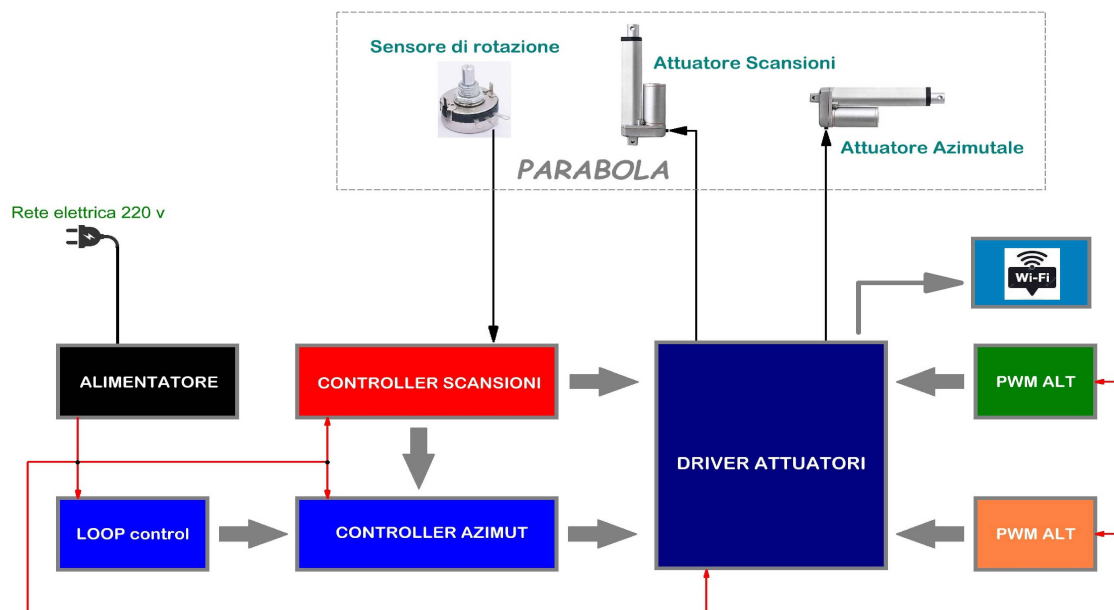 Sensore di rotazione
Attuatore Scansioni
Attuatore Azimutale
PARABOLA
Rete elettrica 220 v
Wi-Fi
ALIMENTATORE
CONTROLLER SCANSIONI
PWM ALT
DRIVER ATTUATORI
LOOP control
CONTROLLER AZIMUT
PWM ALT